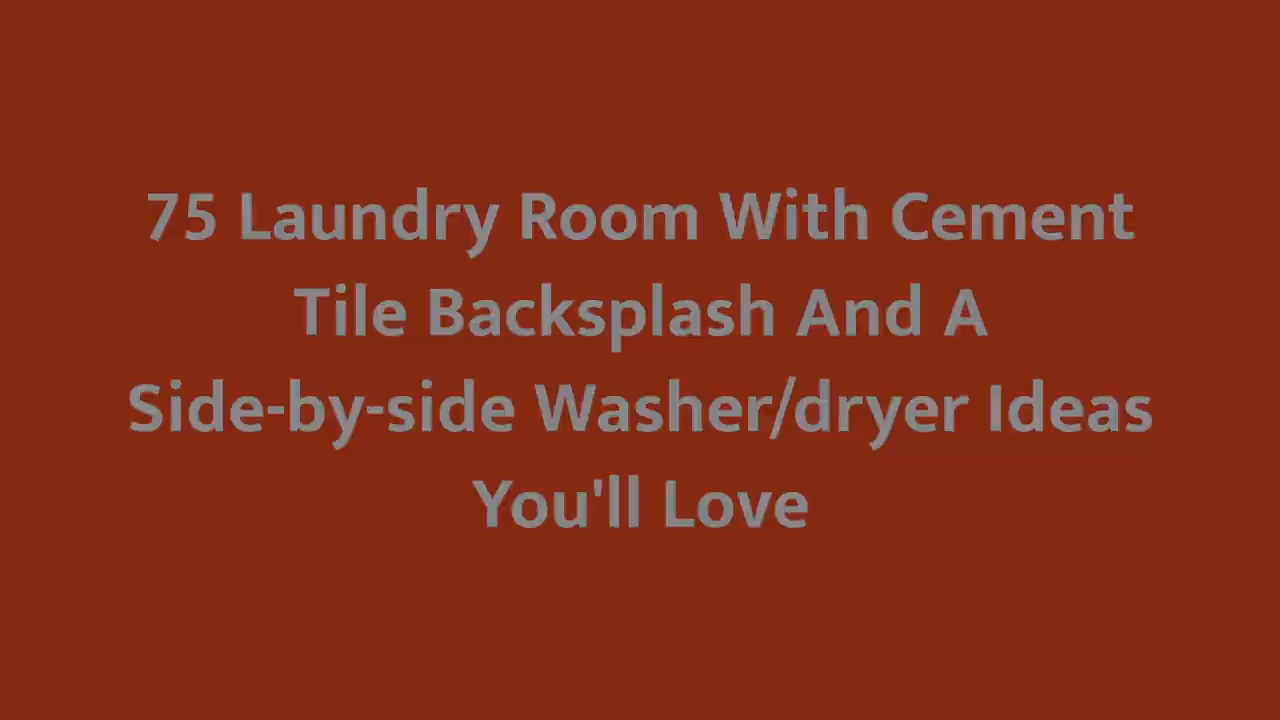 75 Laundry Room With Cement
Tile Backsplash And A
Side-by-side Washer/dryer Ideas
You'll Love